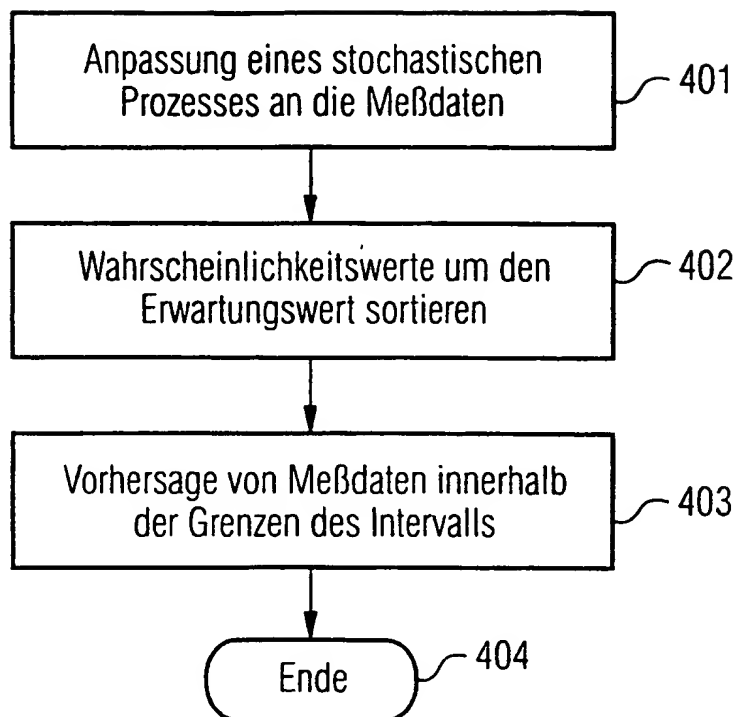 Anpassung eines stochastischen
Prozesses an die Meßdaten
401
Wahrscheinlichkeitswerte um den
Erwartungswert sortieren
402
Vorhersage von Meßdaten innerhalb
der Grenzen des Intervalls
403
Ende
404